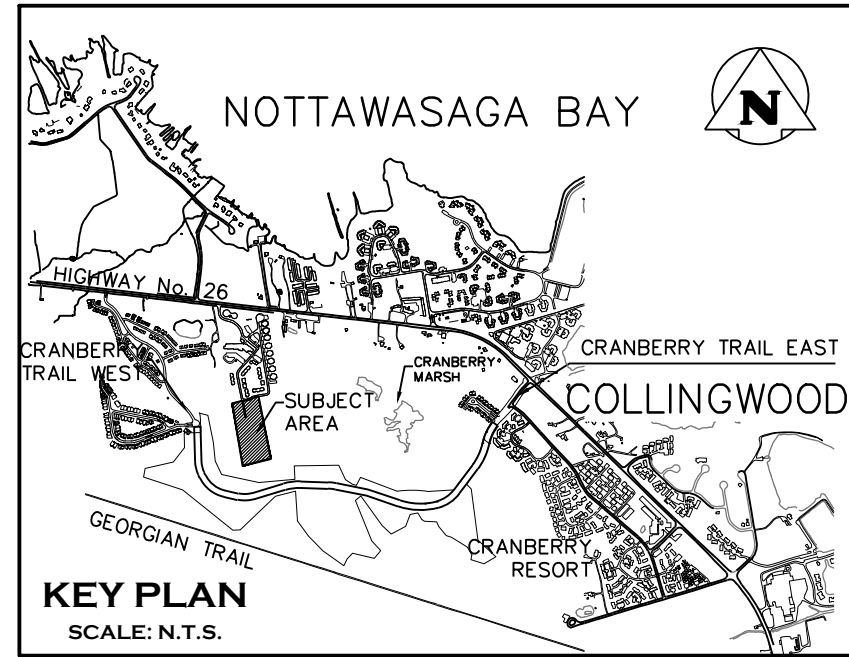 NOTTAWASAGA BAY
N
HIGHWAY No. 26
CRANBERRY
TRAIL WEST
CRANBERRY
MARSH
CRANBERRY TRAIL EAST
SUBJECT
AREA
COLLINGWOOD
GEORGIAN TRAIL
CRANBERRY
RESORT
KEY PLAN
SCALE: N.T.S.